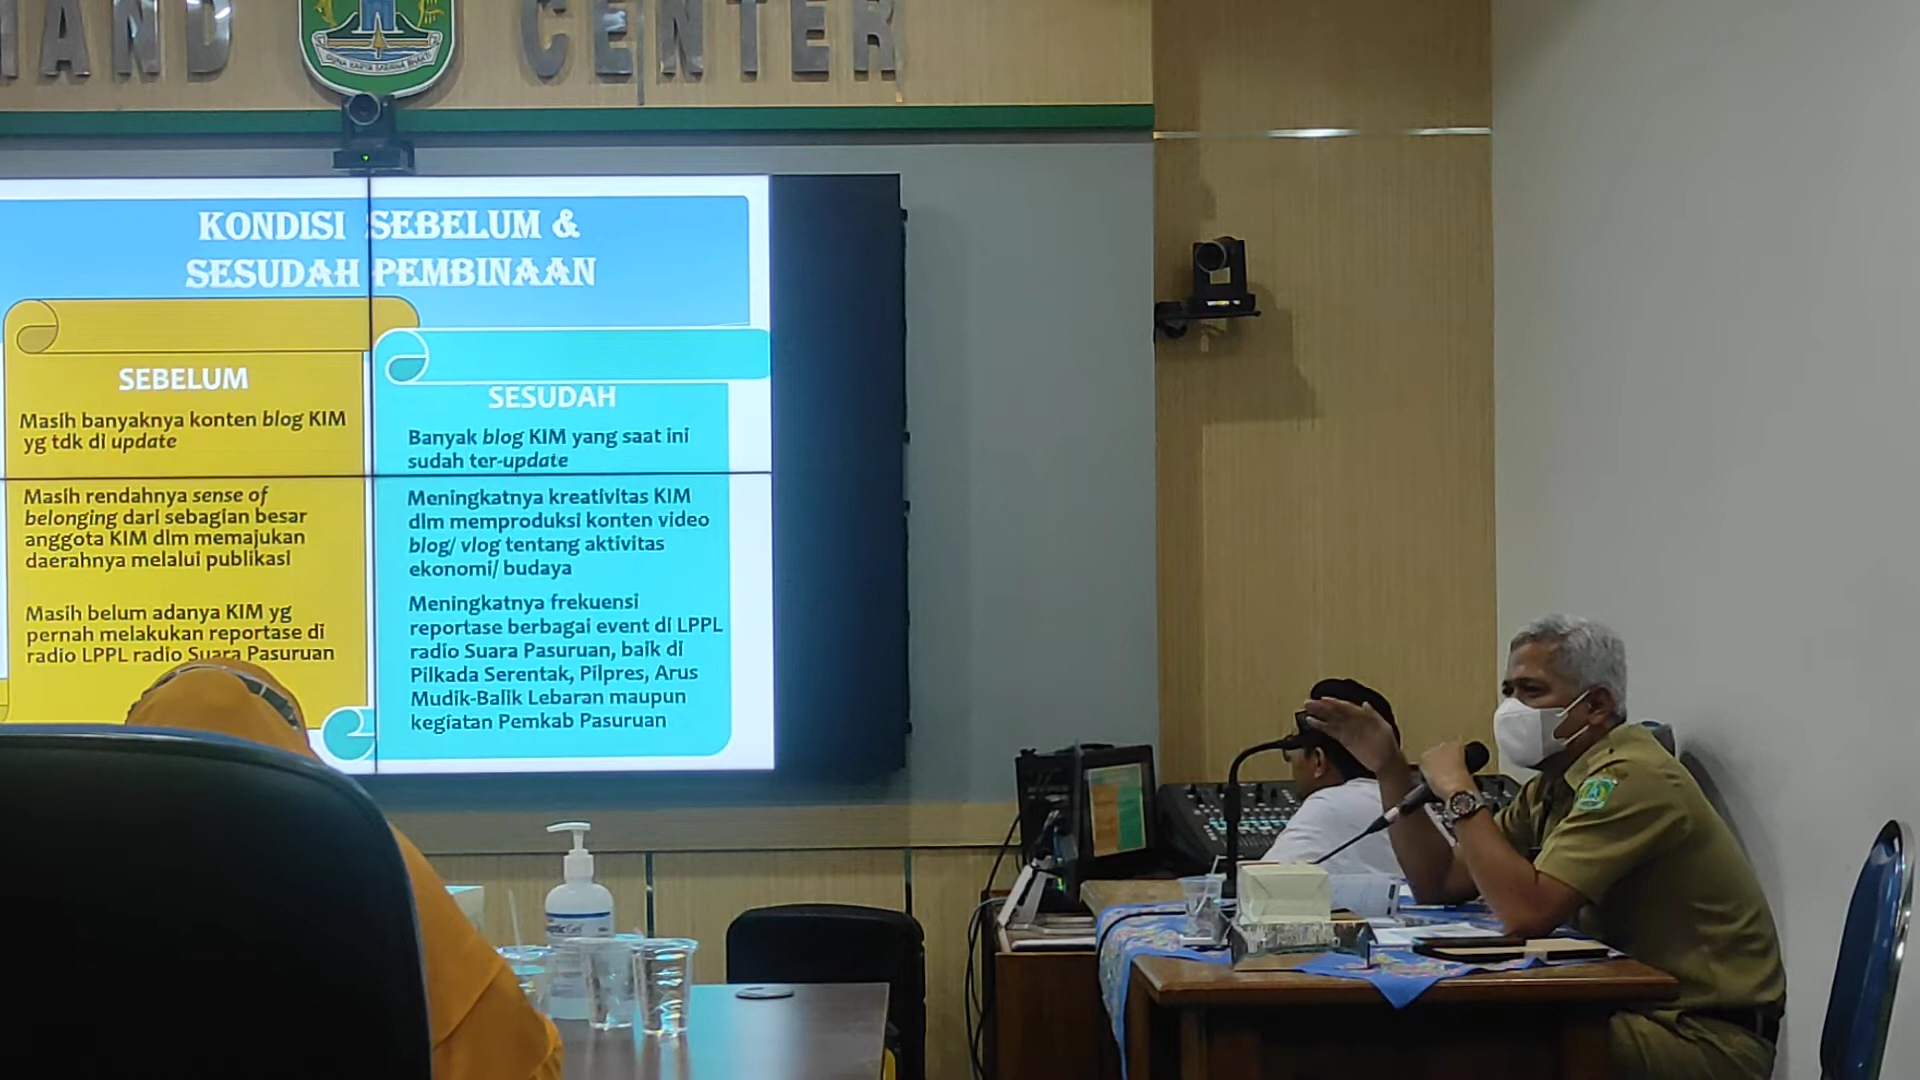 MAND CENTER
KONDISI SEBELUM &
SESUDAH PEMBINAAN
SEBELUM
Masih banyaknya konten blog KIM
yg tdk di update
Masih rendahnya sense of
belonging dari sebagian besar
anggota KIM dlm memajukan
daerahnya melalui publikasi
Masih belum adanya KIM yg
pernah melakukan reportase di
radio LPPL radio Suara Pasuruan
SESUDAH
Banyak blog KIM yang saat ini
sudah ter-update
Meningkatnya kreativitas KIM
dlm memproduksi konten video
blog/ vlog tentang aktivitas
ekonomi/ budaya
Meningkatnya frekuensi
reportase berbagai event di LPPL
radio Suara Pasuruan, baik di
Pilkada Serentak, Pilpres, Arus
Mudik-Balik Lebaran maupun
kegiatan Pemkab Pasuruan